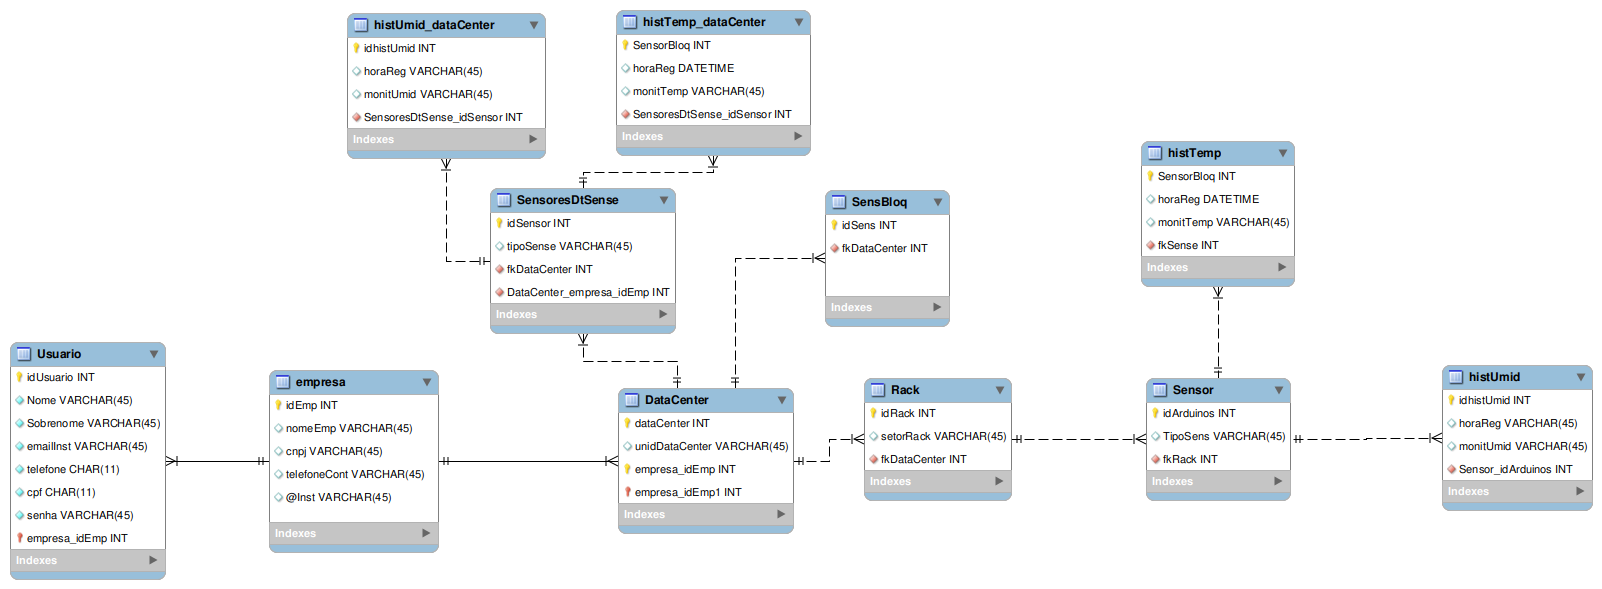 histUmid_dataCenter
idhistUmid INT
horaReg VARCHAR(45)
monitUmid VARCHAR(45)
SensoresDtSense_idSensor INT
Indexes
histTemp_dataCenter
SensorBloq INT
horaReg DATETIME
monitTemp VARCHAR(45)
SensoresDtSense_idSensor INT
Indexes
histTemp
SensorBloq INT
horaReg DATETIME
monitTemp VARCHAR(45)
fkSense INT
Indexes
SensoresDtSense
idSensor INT
tipoSense VARCHAR(45)
fkDataCenter INT
DataCenter_empresa_idEmp INT
Indexes
SensBloq
idSens INT
fkDataCenter INT
Indexes
Usuario
idUsuario INT
Nome VARCHAR(45)
Sobrenome VARCHAR(45)
emailInst VARCHAR(45)
telefone CHAR(11)
cpf CHAR(11)
senha VARCHAR(45)
empresa_idEmp INT
Indexes
empresa
idEmp INT
nomeEmp VARCHAR(45)
cnpj VARCHAR(45)
telefoneCont VARCHAR(45)
@Inst VARCHAR(45)
Indexes
DataCenter
dataCenter INT
unidDataCenter VARCHAR(45)
empresa_idEmp INT
empresa_idEmp1 INT
Indexes
Rack
idRack INT
setorRack VARCHAR(45)
fkDataCenter INT
Indexes
Sensor
idArduinos INT
TipoSens VARCHAR(45)
fkRack INT
Indexes
histUmid
idhistUmid INT
horaReg VARCHAR(45)
monitUmid VARCHAR(45)
Sensor_idArduinos INT
Indexes